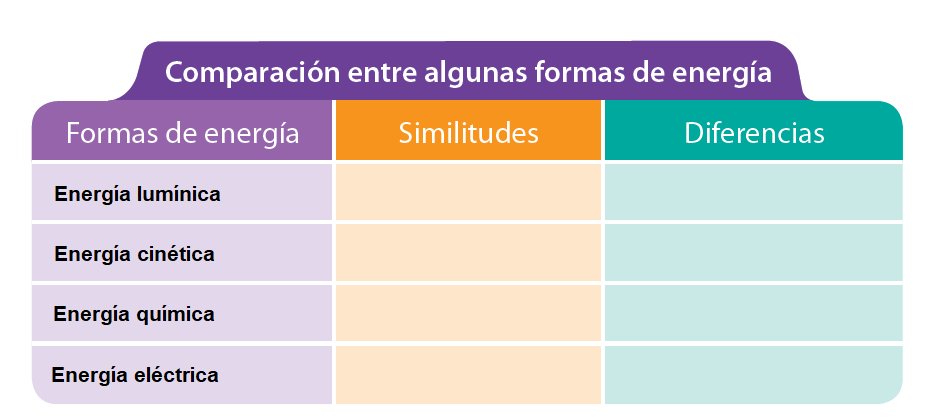 Comparación entre algunas formas de energía
Formas de energía
Similitudes
Diferencias
Energía lumínica
Energía cinética
Energía química
Energía eléctrica